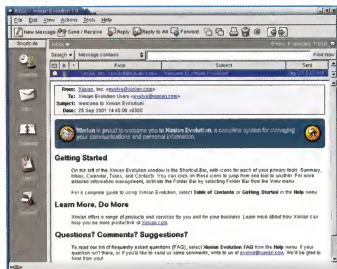 File Edit View Actions Tools Help
New Message Send / Receive Reply Reply to All Forward
Shortcuts Inbox
Search Message contains Find Now
From Subject Date
Welcome to Ximian Evolution!
From: Ximian, Inc. <evolve@ximian.com>
To: Ximian Evolution Users <evolve@ximian.com>
Subject: Welcome to Ximian Evolution!
Date: 25 Sep 2001
Ximian is proud to welcome you to Ximian Evolution, a complete system for managing
your communications and personal information.
Getting Started
On the left of the Ximian Evolution window is the Shortcut Bar, with icons for each of your primary tools: Summary,
Inbox, Calendar, Tasks, and Contacts. You can click on these icons to jump from one tool to another. For more
detailed information management, activate the Folder Bar by selecting Folder Bar from the View menu.
For a complete guide to using Ximian Evolution, select Table of Contents or Getting Started in the Help menu
Learn More, Do More
Ximian offers a range of products and services for you and for your business. Learn more about how Ximian can
help you be more productive at Ximian.com.
Questions? Comments? Suggestions?
To read our list of frequently asked questions (FAQ), select Ximian Evolution FAQ from the Help menu. If your
question isn't there, or if you'd like to send us some comments, write to us at evolve@ximian.com. We'd be glad to
hear from you!